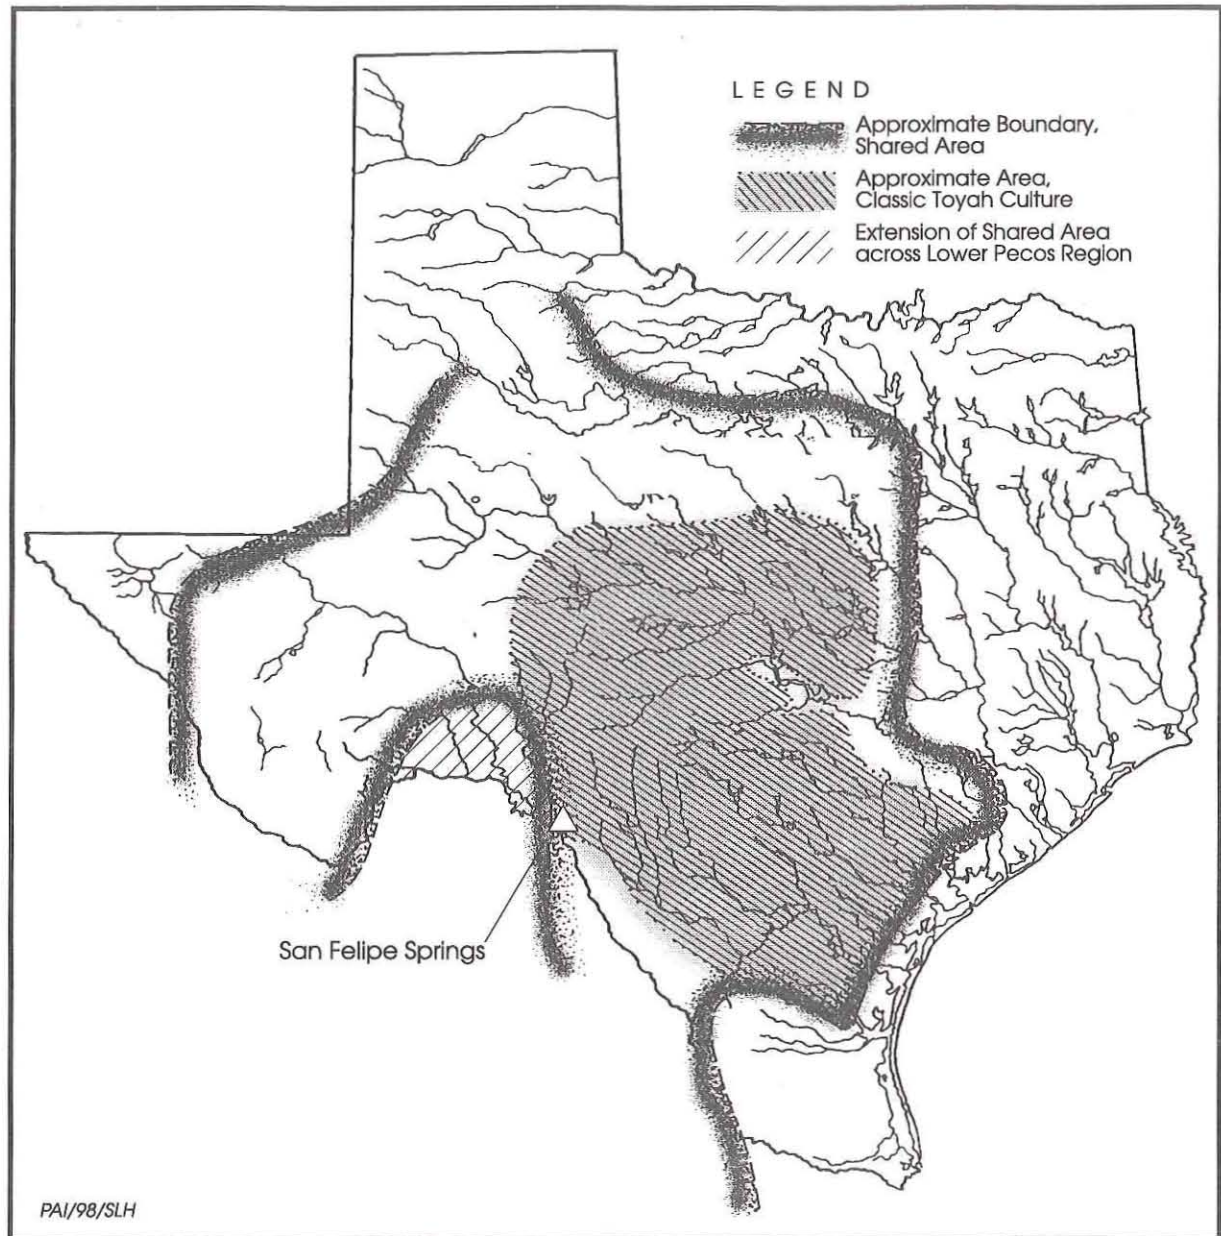 LEGEND
Approximate Boundary,
Shared Area
Approximate Area,
Classic Toyah Culture
Extension of Shared Area
across Lower Pecos Region
San Felipe Springs
PAI/98/SLH